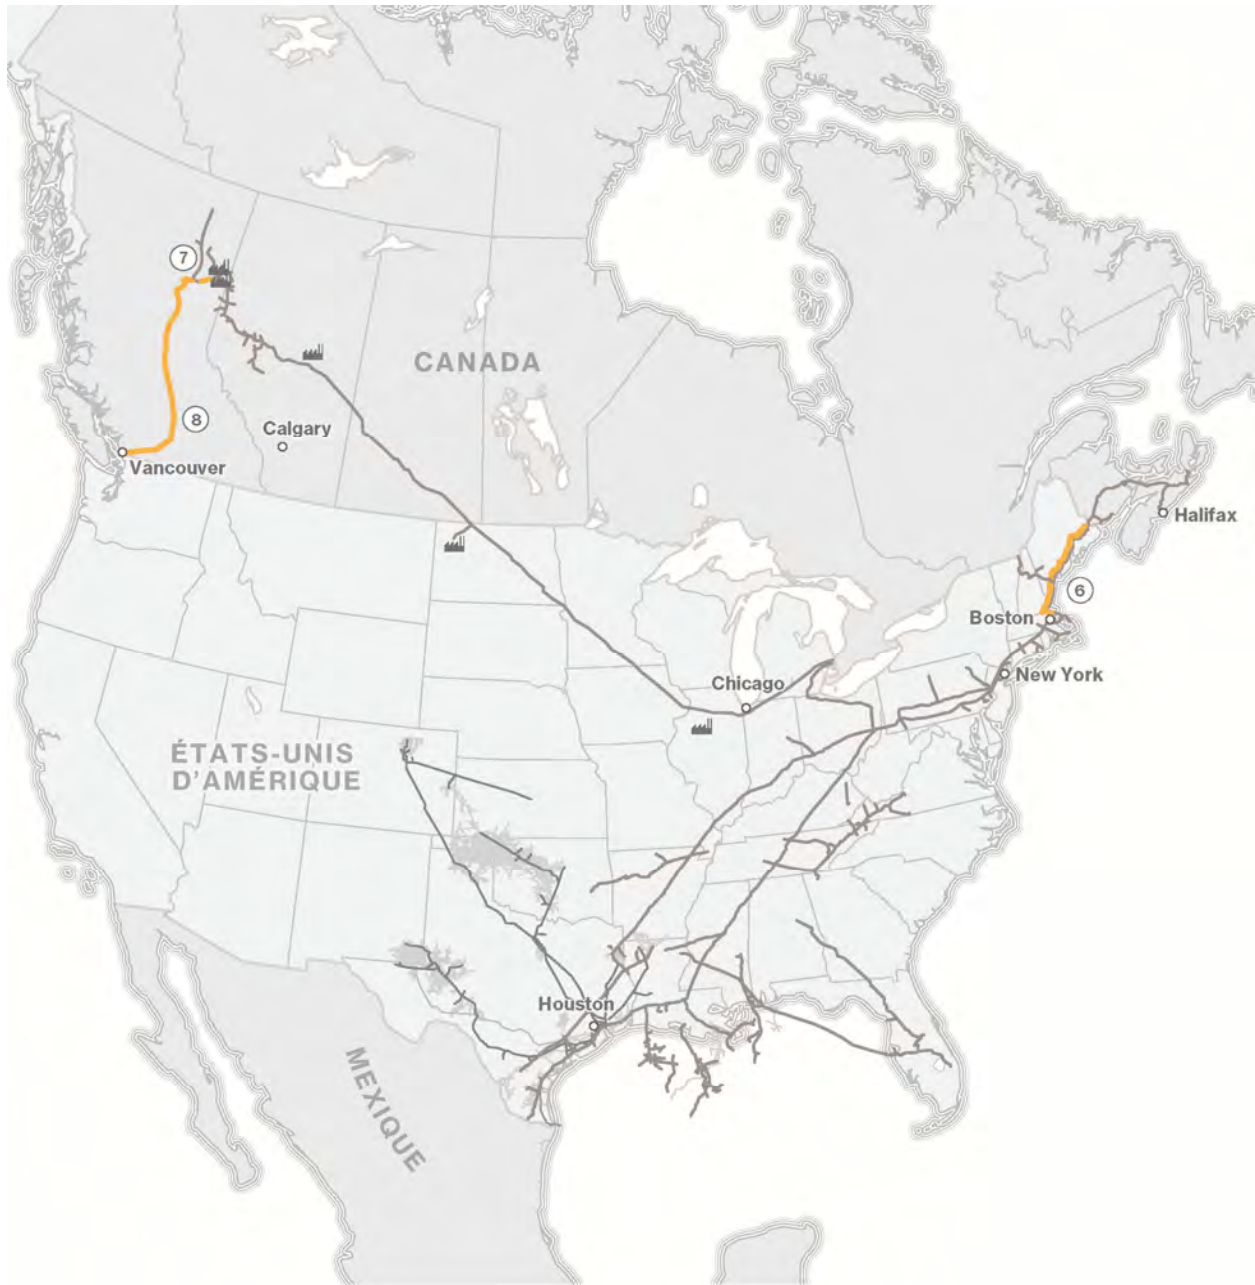 7
CANADA
8
Calgary
Vancouver
Halifax
6
Boston
New York
Chicago
ÉTATS-UNIS
D'AMÉRIQUE
Houston
MEXIQUE